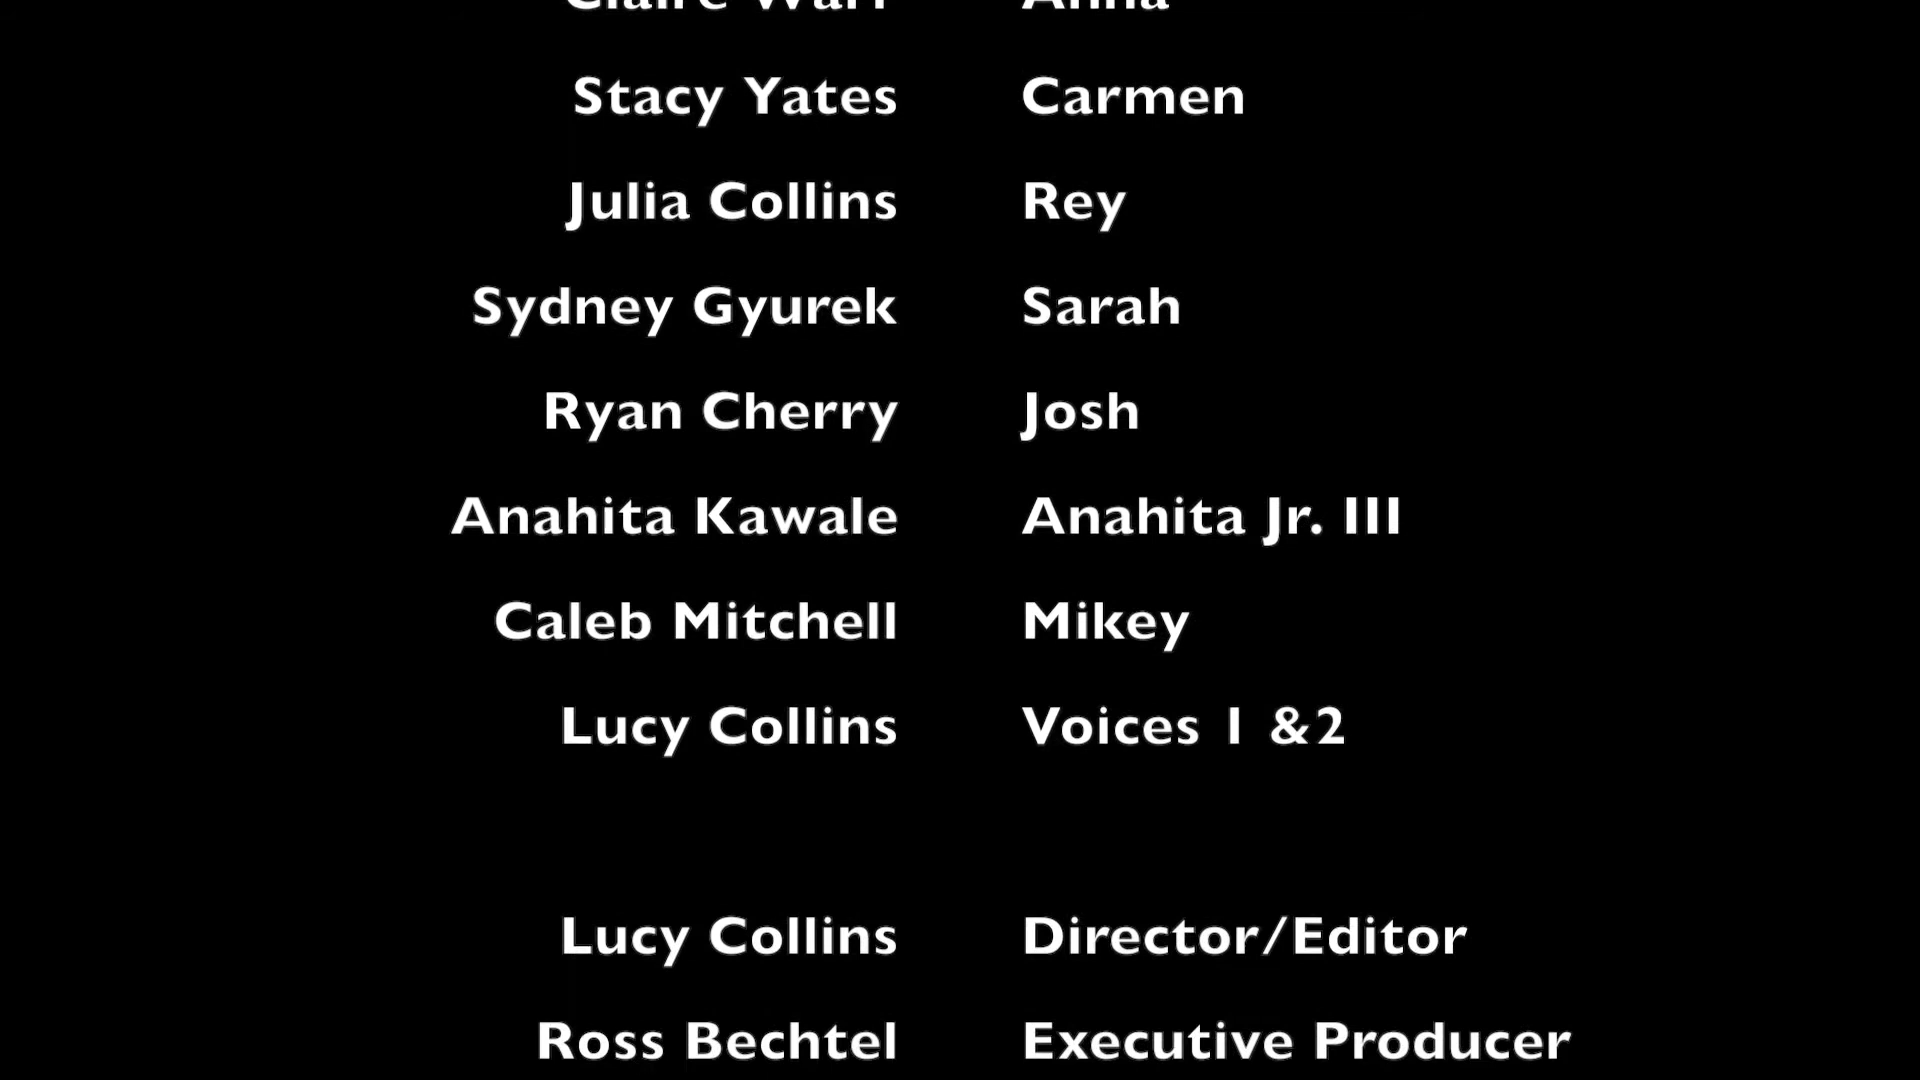 Stacy Yates Carmen
Julia Collins Rey
Sydney Gyurek Sarah
Ryan Cherry Josh
Anahita Kawale Anahita Jr. III
Caleb Mitchell Mikey
Lucy Collins Voices 1 &2
Lucy Collins Director/Editor
Ross Bechtel Executive Producer